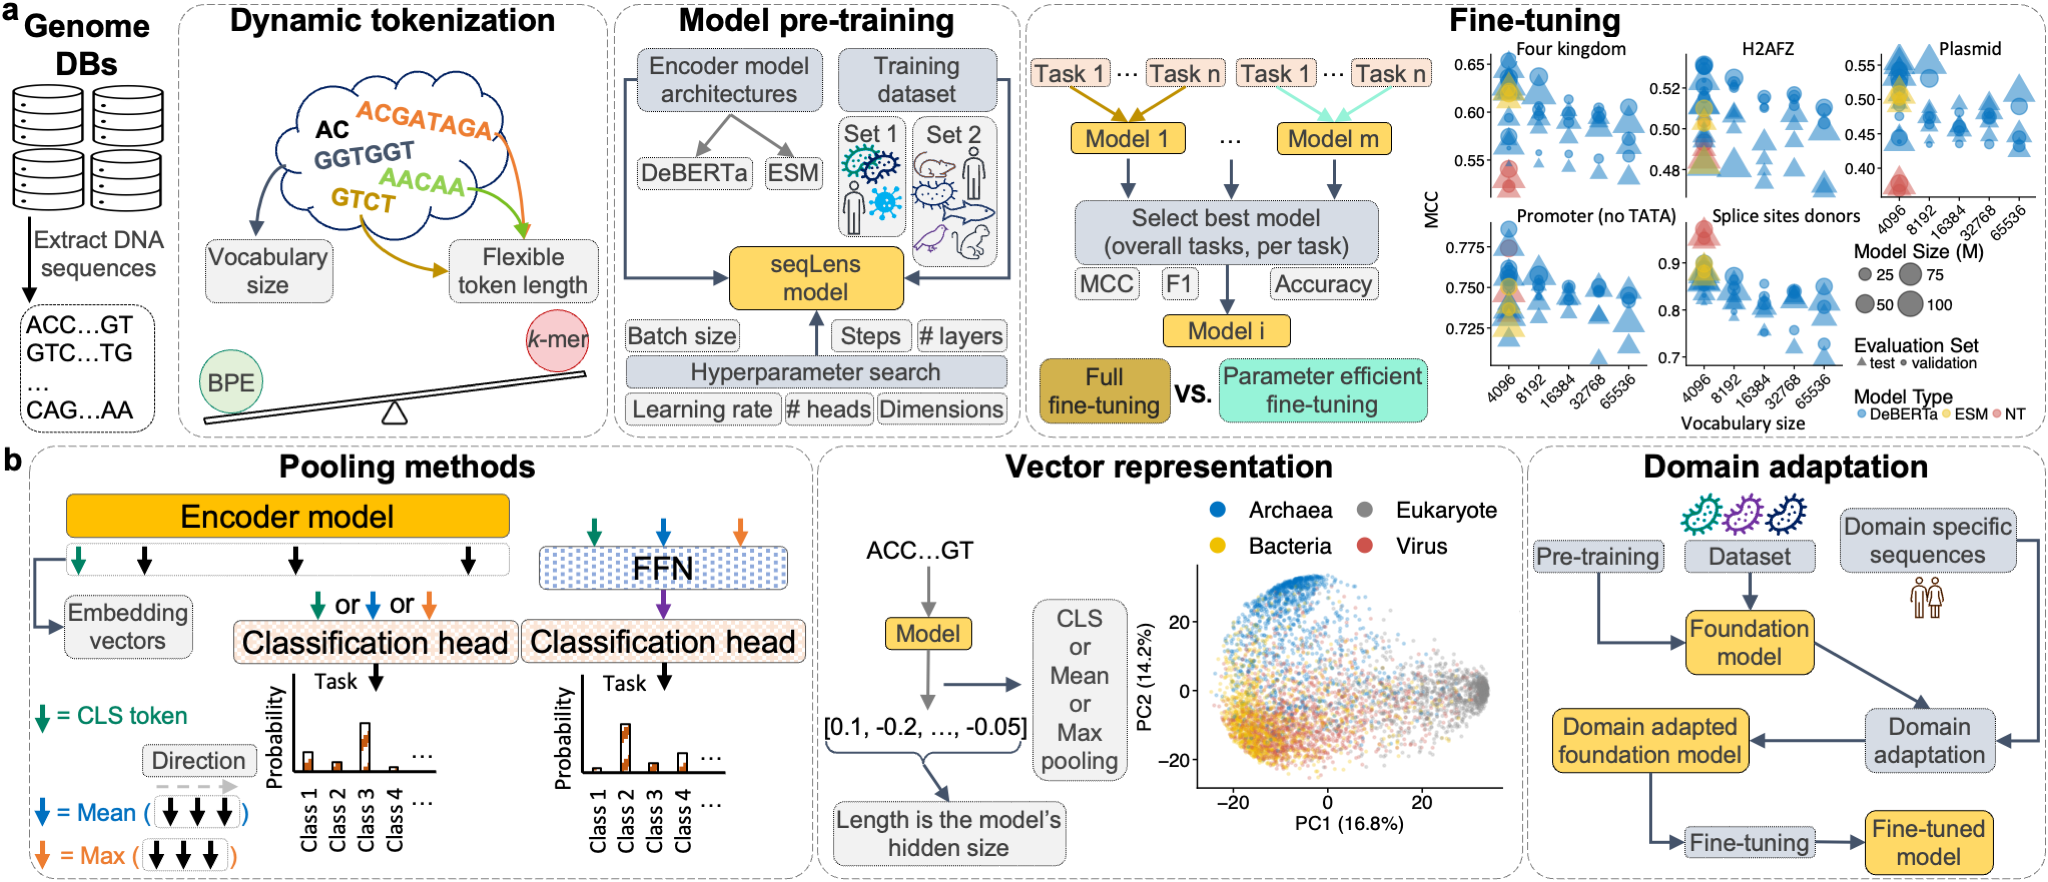 a
Genome
DBs
Extract DNA
sequences
ACC...GT
GTC...TG
...
CAG...AA
Dynamic tokenization
ACGATAGA
AC
GGTGGT
AACAA
GTCT
Vocabulary
size
Flexible
token length
BPE
k-mer
Model pre-training
Encoder model
architectures
Training
dataset
DeBERTa
ESM
Set 1
Set 2
seqLens
model
Batch size
Steps
# layers
Hyperparameter search
Learning rate
# heads
Dimensions
Fine-tuning
Task 1 ... Task n
Task 1 ... Task n
Model 1
...
Model m
Select best model
(overall tasks, per task)
MCC
F1
Accuracy
Model i
Full
fine-tuning
VS.
Parameter efficient
fine-tuning
MCC
Four kingdom
0.65
0.60
0.55
H2AFZ
0.52
0.50
0.48
Plasmid
0.55
0.50
0.45
0.40
4096
8192
16384
32768
65536
Promoter (no TATA)
0.775
0.750
0.725
4096
8192
16384
32768
65536
Splice sites donors
0.9
0.8
0.7
4096
8192
16384
32768
65536
Vocabulary size
Model Size (M)
25
75
50
100
Evaluation Set
test
validation
Model Type
DeBERTa
ESM
NT
b
Pooling methods
Encoder model
Embedding
vectors
or
or
Classification head
Task
Probability
Class 1
Class 2
Class 3
Class 4
...
...
FFN
Classification head
Task
Probability
Class 1
Class 2
Class 3
Class 4
...
...
= CLS token
Direction
= Mean ( )
= Max ( )
Vector representation
ACC...GT
Model
[0.1, -0.2, ..., -0.05]
Length is the model's
hidden size
CLS
or
Mean
or
Max
pooling
Archaea
Eukaryote
Bacteria
Virus
PC2 (14.2%)
20
0
−20
−20
0
20
PC1 (16.8%)
Domain adaptation
Pre-training
Dataset
Domain specific
sequences
Foundation
model
Domain adapted
foundation model
Domain
adaptation
Fine-tuning
Fine-tuned
model